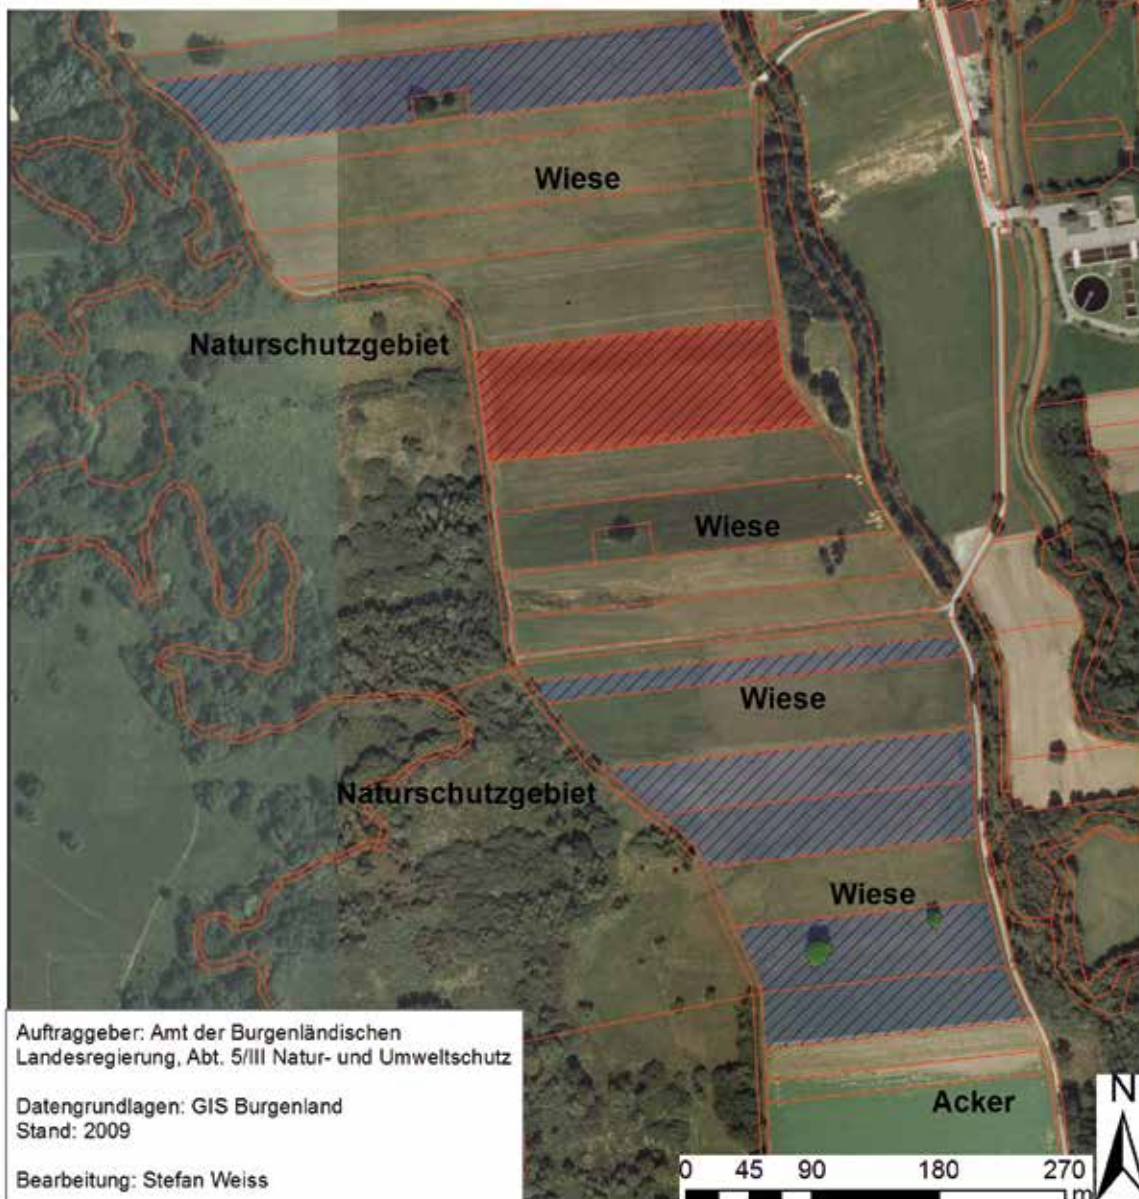 Wiese
Naturschutzgebiet
Wiese
Wiese
Naturschutzgebiet
Wiese
Acker
Auftraggeber: Amt der Burgenländischen
Landesregierung, Abt. 5/III Natur- und Umweltschutz
Datengrundlagen: GIS Burgenland
Stand: 2009
Bearbeitung: Stefan Weiss
N
0 45 90 180 270
m